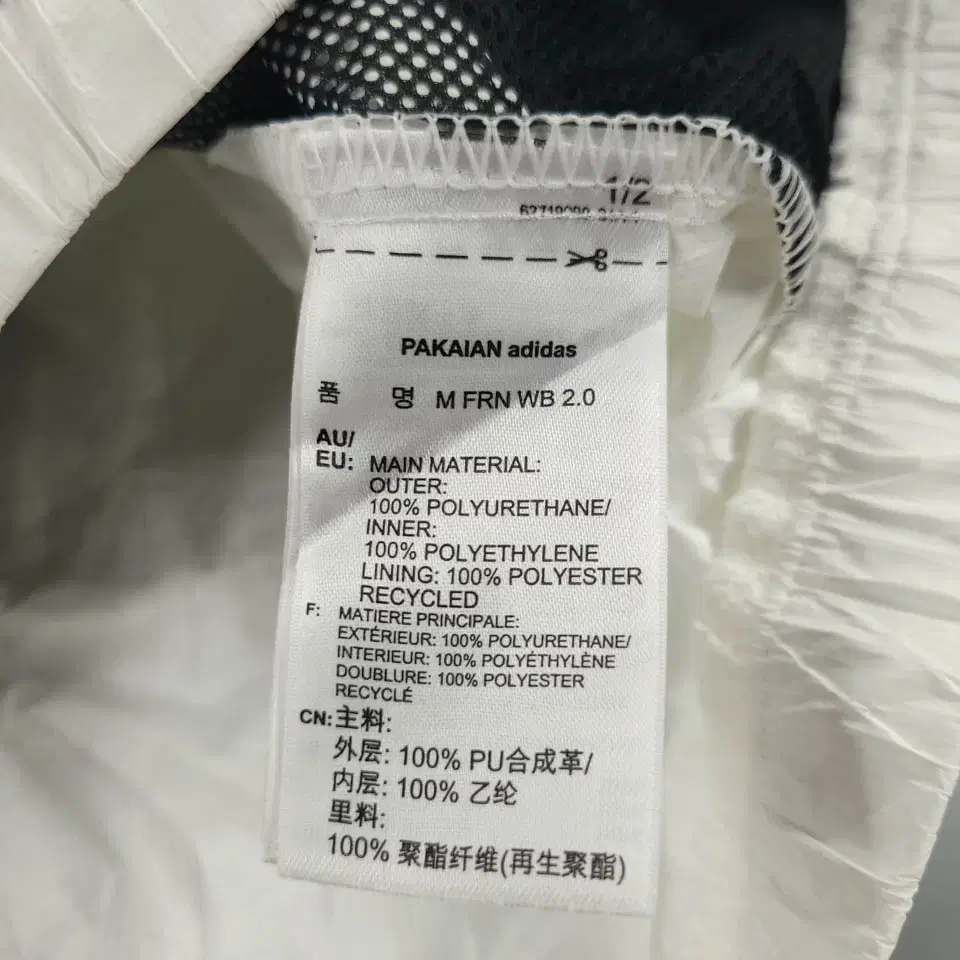 1/2
PAKAIAN adidas
품 명 M FRN WB 2.0
AU/
EU: MAIN MATERIAL:
OUTER:
100% POLYURETHANE/
INNER:
100% POLYETHYLENE
LINING: 100% POLYESTER
RECYCLED
F: MATIERE PRINCIPALE:
EXTÉRIEUR: 100% POLYURETHANE/
INTERIEUR: 100% POLYÉTHYLÈNE
DOUBLURE: 100% POLYESTER
RECYCLÉ
CN: 主料:
外层: 100% PU合成革/
内层: 100% 乙纶
里料:
100% 聚酯纤维(再生聚酯)